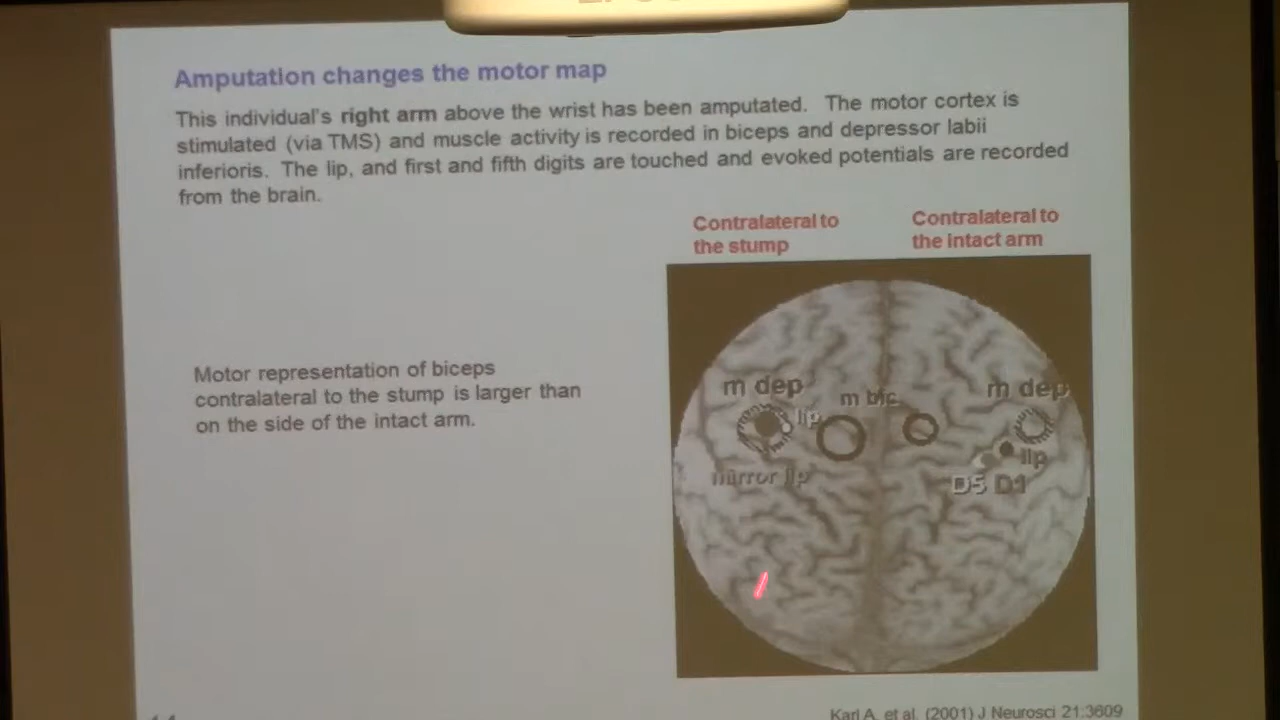 Amputation changes the motor map
This individual's right arm above the wrist has been amputated. The motor cortex is
stimulated (via TMS) and muscle activity is recorded in biceps and depressor labii
inferioris. The lip, and first and fifth digits are touched and evoked potentials are recorded
from the brain.
Contralateral to
the stump
Contralateral to
the intact arm
Motor representation of biceps
contralateral to the stump is larger than
on the side of the intact arm.
m dep
lip
mirror lip
m bic
m dep
lip
D5 D1
Karl A. et al. (2001) J Neurosci 21:3609